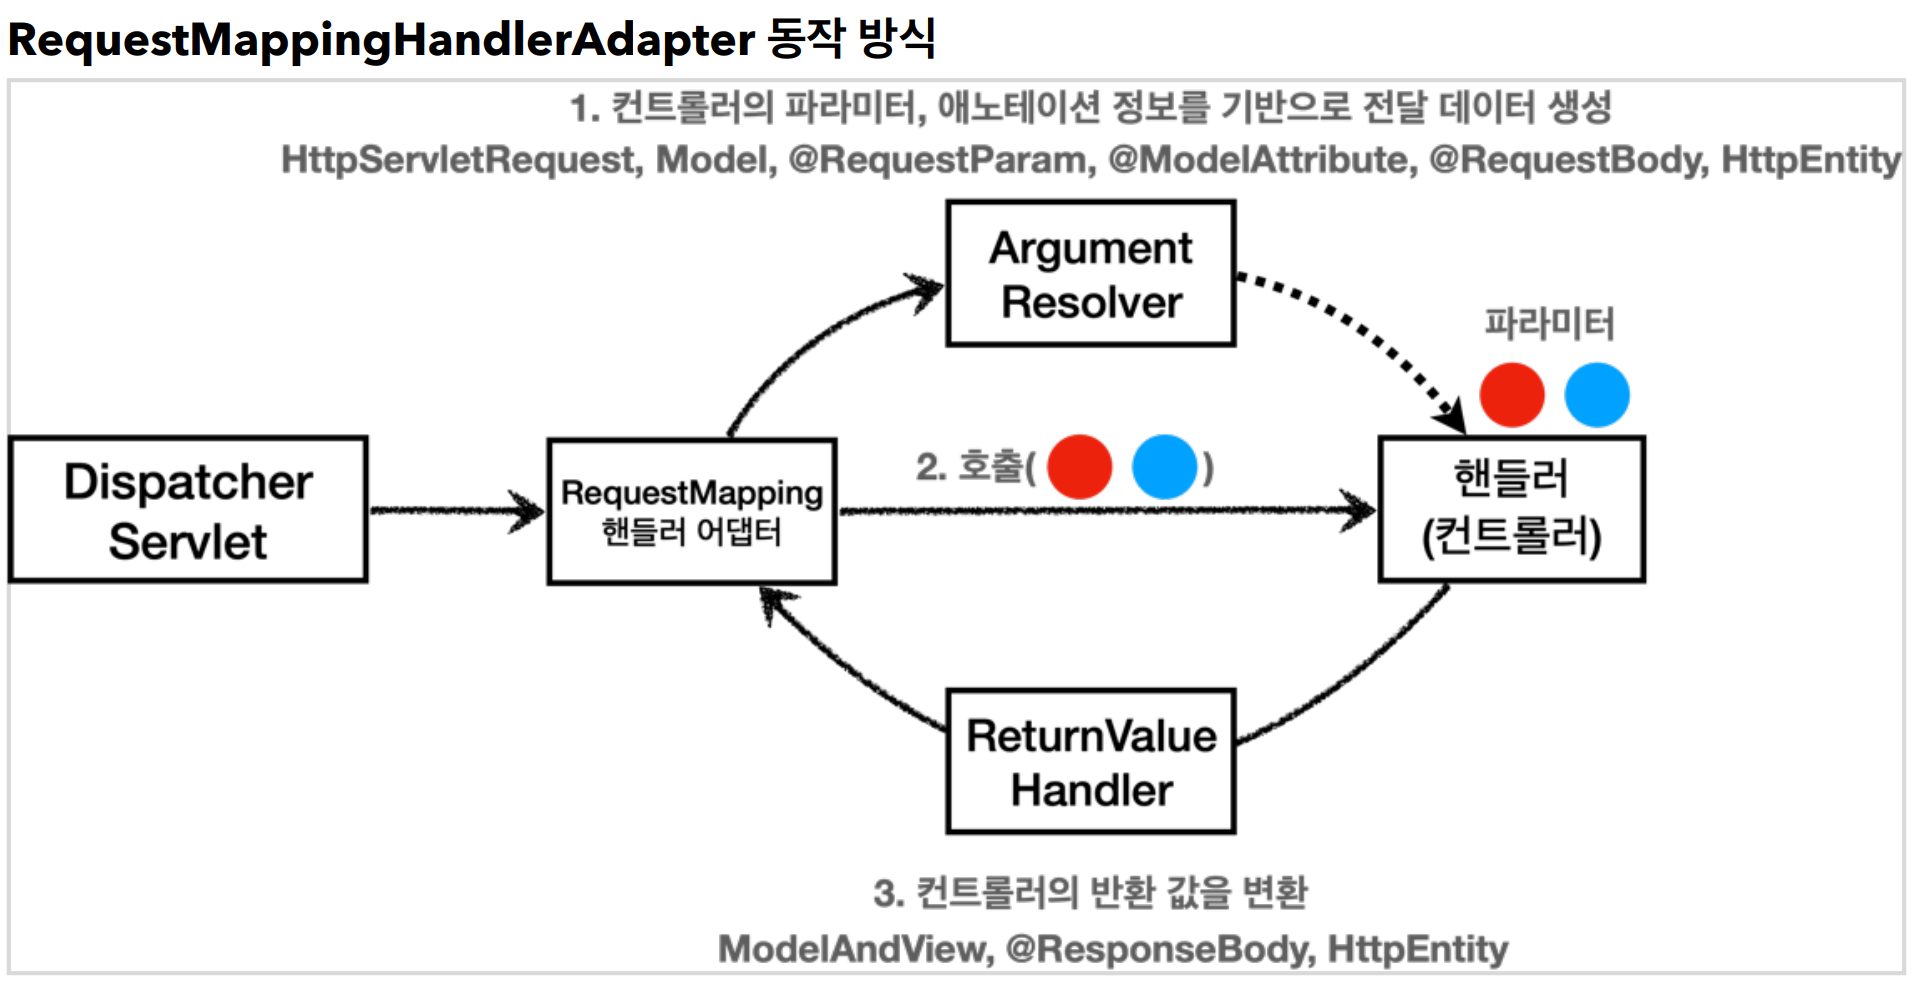 RequestMappingHandlerAdapter 동작 방식
1. 컨트롤러의 파라미터, 애노테이션 정보를 기반으로 전달 데이터 생성
HttpServletRequest, Model, @RequestParam, @ModelAttribute, @RequestBody, HttpEntity
Argument
Resolver
파라미터
Dispatcher
Servlet
RequestMapping
핸들러 어댑터
2. 호출( )
핸들러
(컨트롤러)
ReturnValue
Handler
3. 컨트롤러의 반환 값을 변환
ModelAndView, @ResponseBody, HttpEntity